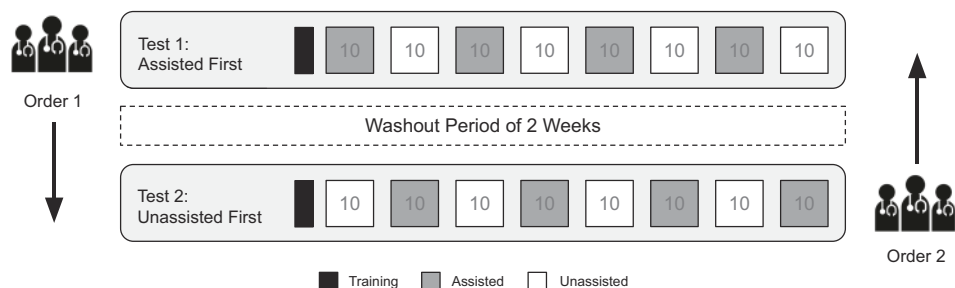 Test 1:
Assisted First
10 10 10 10 10 10 10 10
Order 1
Washout Period of 2 Weeks
Test 2:
Unassisted First
10 10 10 10 10 10 10 10
Order 2
Training Assisted Unassisted